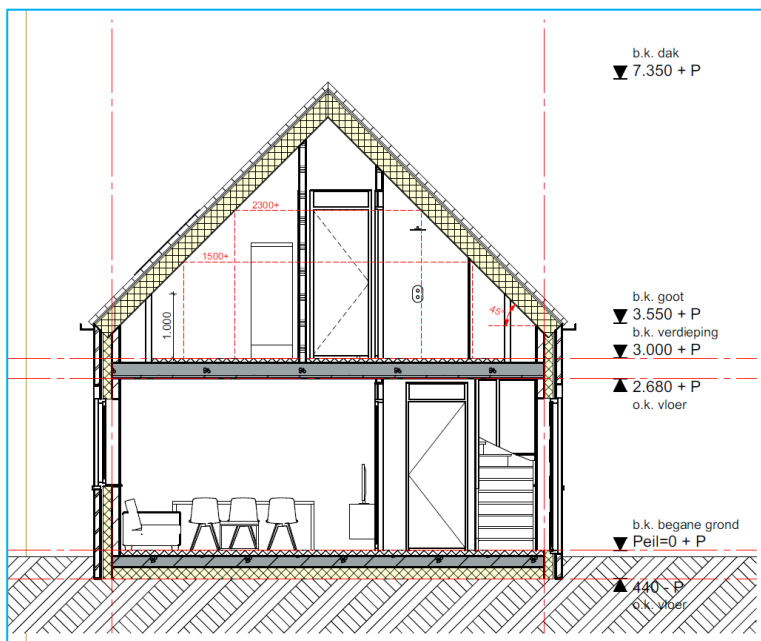 b.k. dak
7.350 + P
2300+
1500+
1.000
45°
b.k. goot
3.550 + P
b.k. verdieping
3.000 + P
2.680 + P
o.k. vloer
b.k. begane grond
Peil=0 + P
440 - P
o.k. vloer